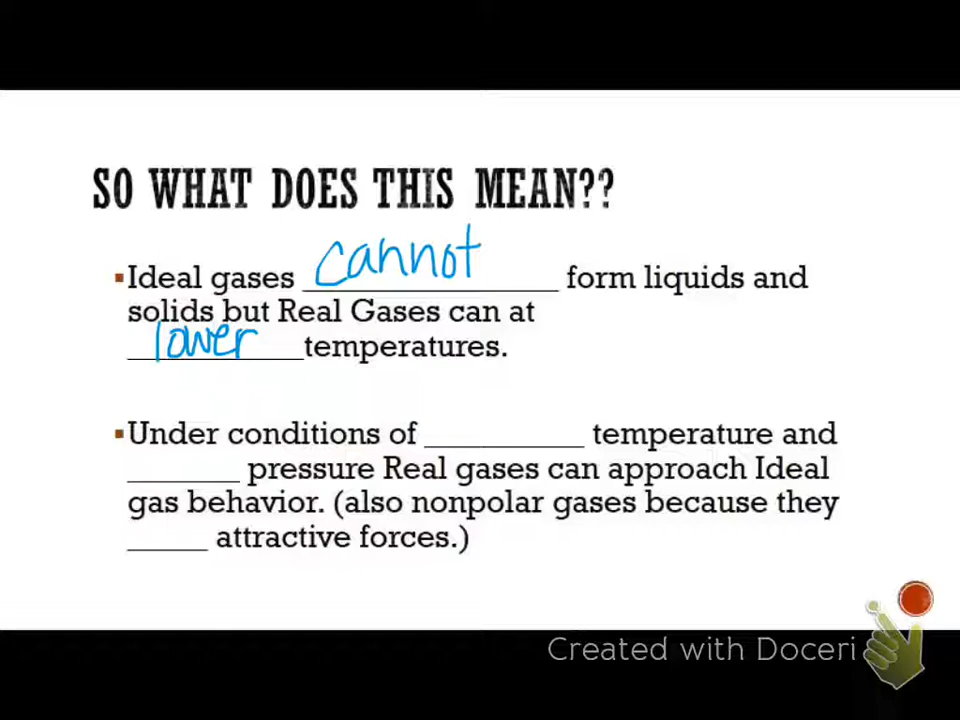 SO WHAT DOES THIS MEAN??
▪Ideal gases cannot form liquids and
solids but Real Gases can at
lower temperatures.
▪Under conditions of __________ temperature and
_______ pressure Real gases can approach Ideal
gas behavior. (also nonpolar gases because they
_____ attractive forces.)
Created with Doceri